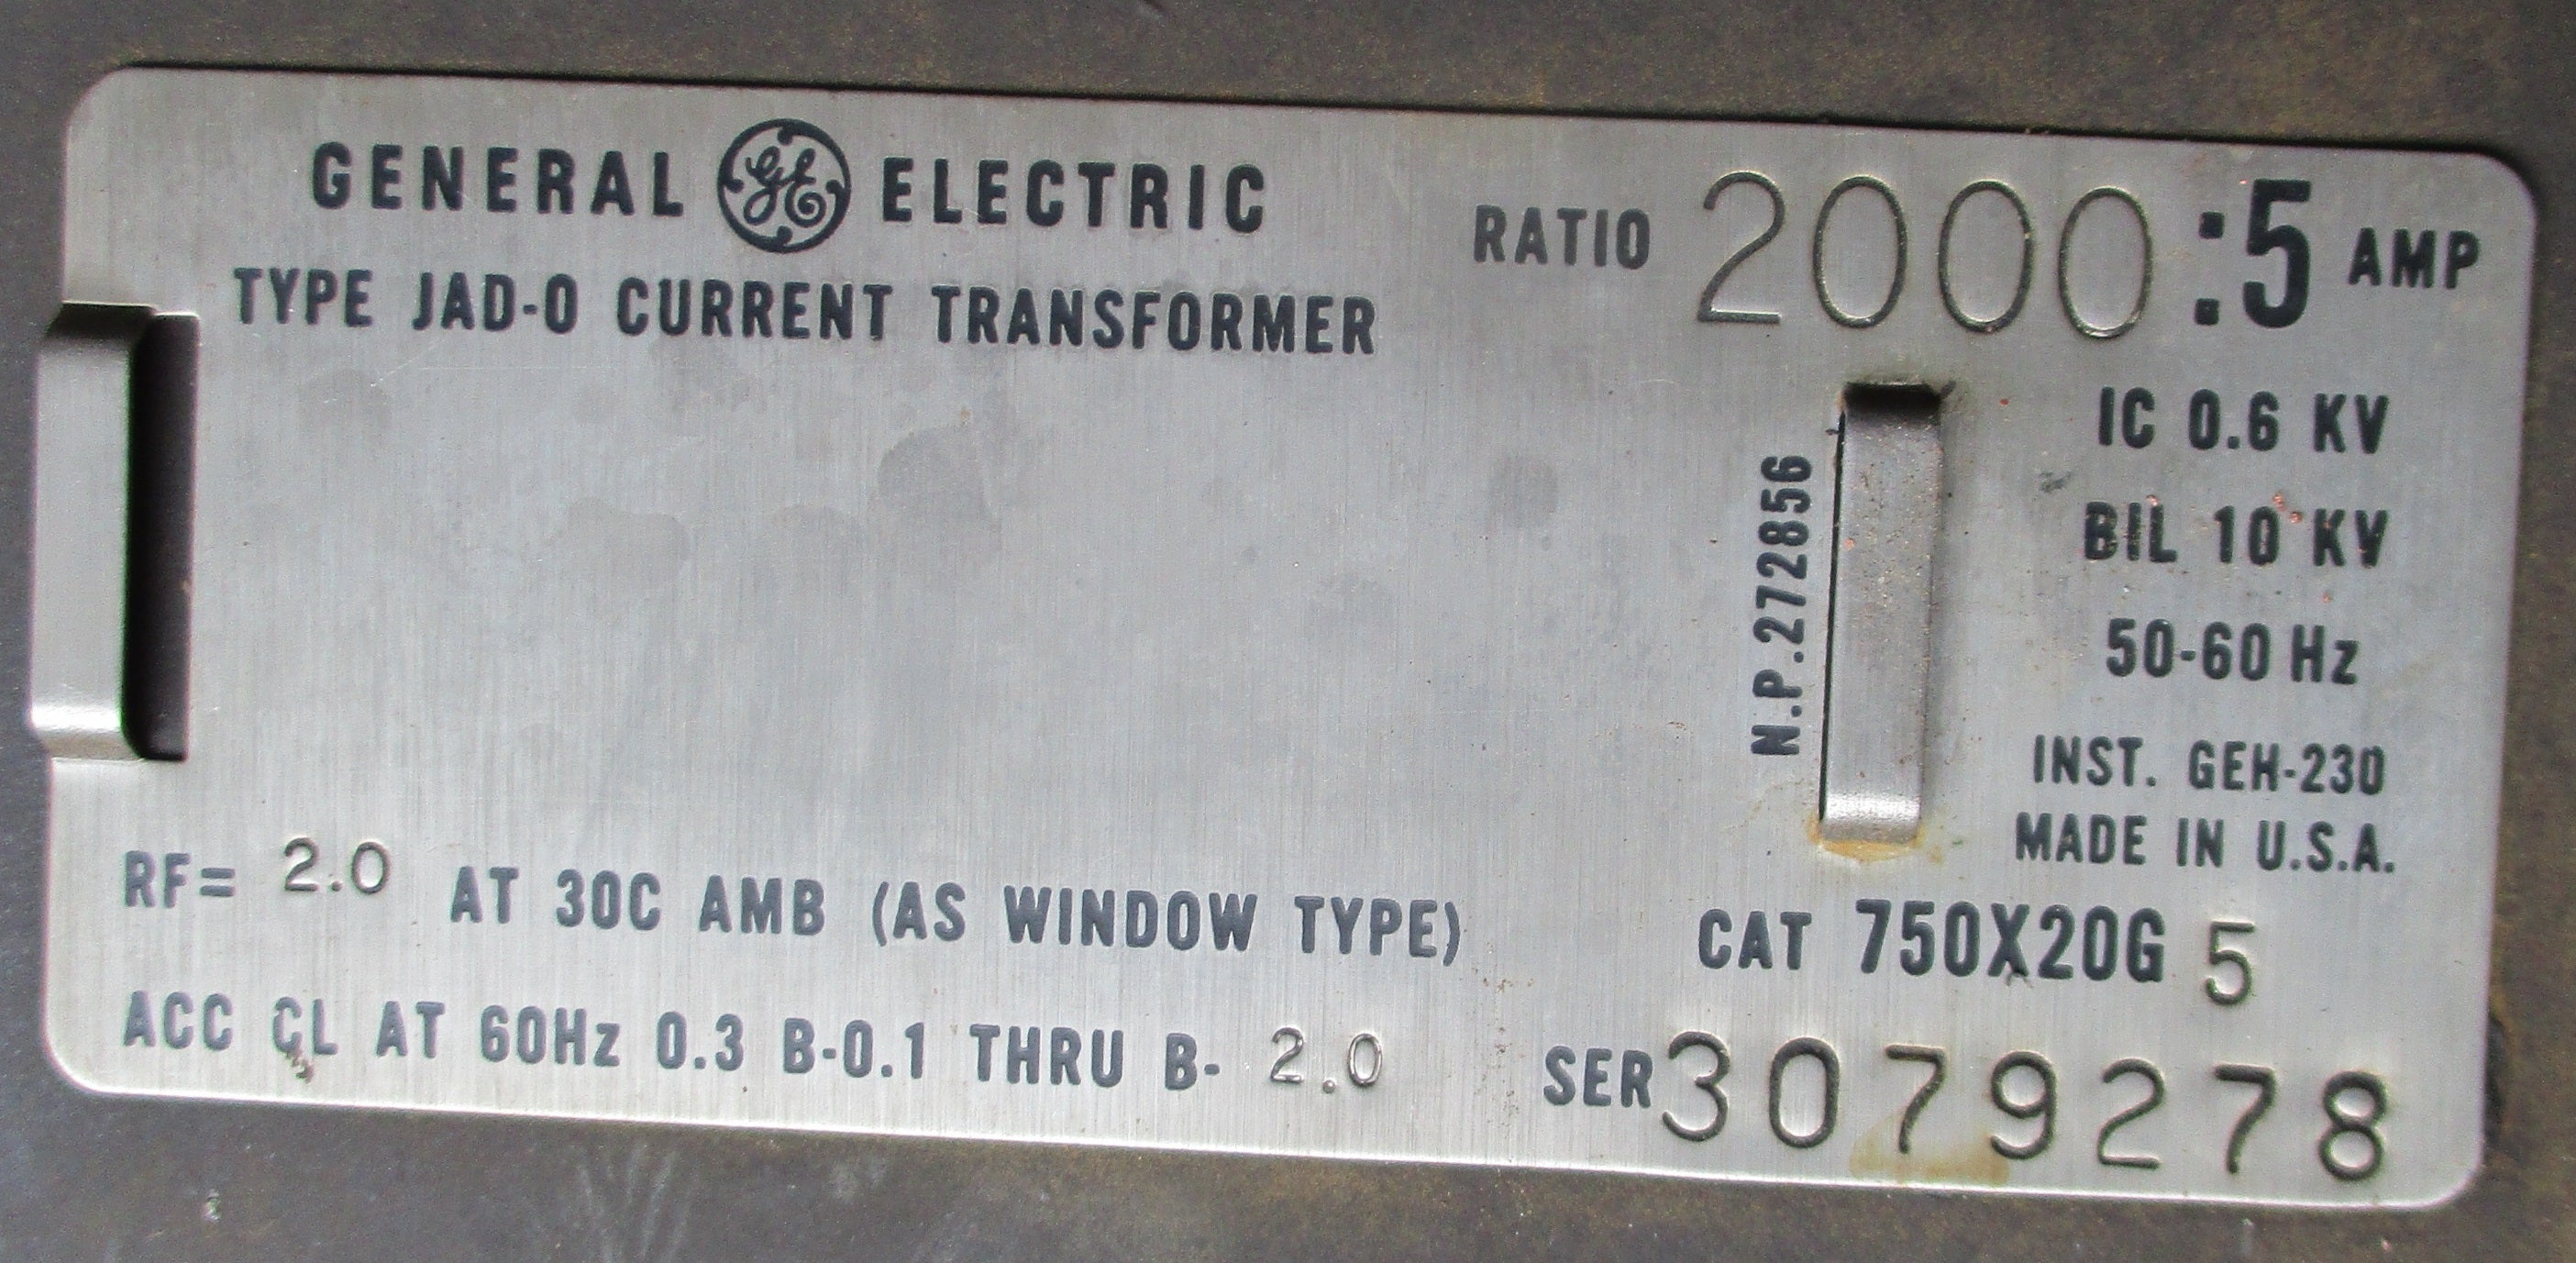 GENERAL GE ELECTRIC
TYPE JAD-0 CURRENT TRANSFORMER
RATIO 2000:5 AMP
IC 0.6 KV
BIL 10 KV
50-60 Hz
N.P.272856
INST. GEH-230
MADE IN U.S.A.
RF= 2.0 AT 30C AMB (AS WINDOW TYPE)
CAT 750X20G 5
ACC CL AT 60Hz 0.3 B-0.1 THRU B- 2.0
SER 3079278